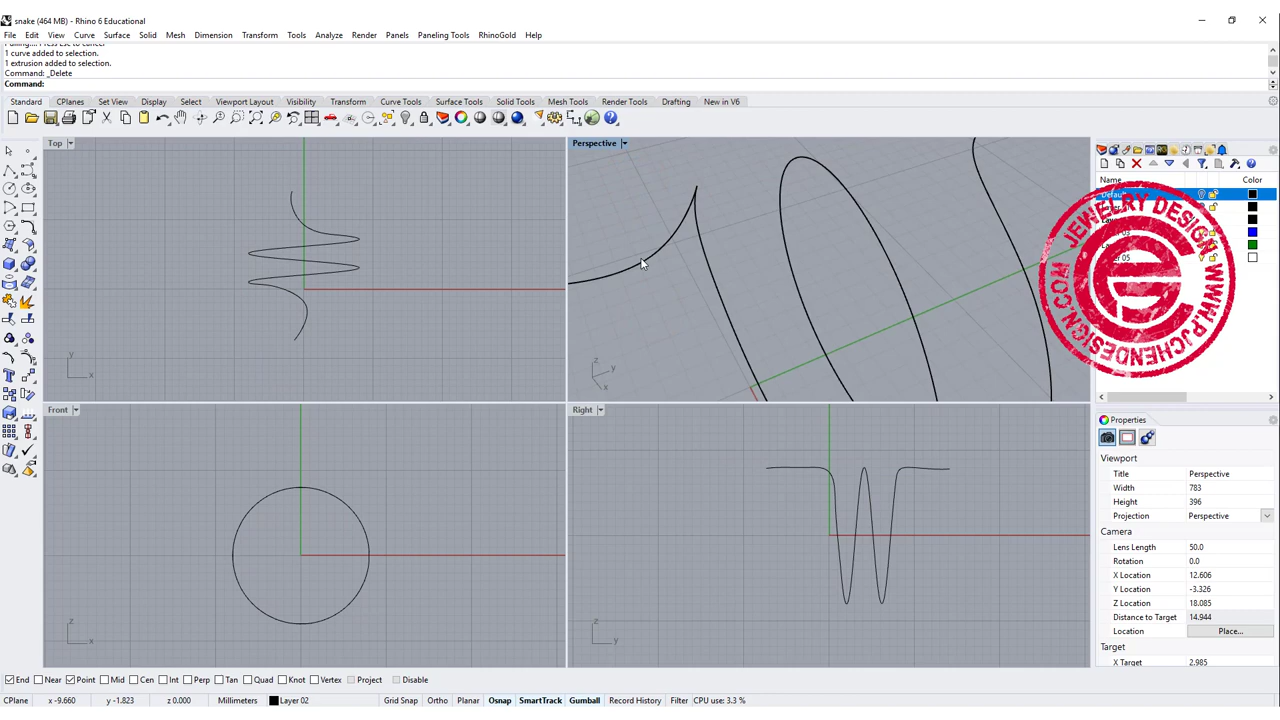 snake (464 MB) - Rhino 6 Educational
File Edit View Curve Surface Solid Mesh Dimension Transform Tools Analyze Render Panels Paneling Tools RhinoGold Help
1 curve added to selection.
1 extrusion added to selection.
Command: _Delete
Command:
Standard CPlanes Set View Display Select Viewport Layout Visibility Transform Curve Tools Surface Tools Solid Tools Mesh Tools Render Tools Drafting New in V6
Top
Perspective
Name Color
JEWELRY DESIGN WWW.PJCHENDESIGN.COM
05
y
x
z
y
x
Front
Right
z
x
z
y
Properties
Viewport
Title Perspective
Width 783
Height 396
Projection Perspective
Camera
Lens Length 50.0
Rotation 0.0
X Location 12.606
Y Location -3.326
Z Location 18.085
Distance to Target 14.944
Location Place...
Target
X Target 2.985
End Near Point Mid Cen Int Perp Tan Quad Knot Vertex Project Disable
CPlane x -9.660 y -1.823 z 0.000 Millimeters Layer 02 Grid Snap Ortho Planar Osnap SmartTrack Gumball Record History Filter CPU use: 3.3 %